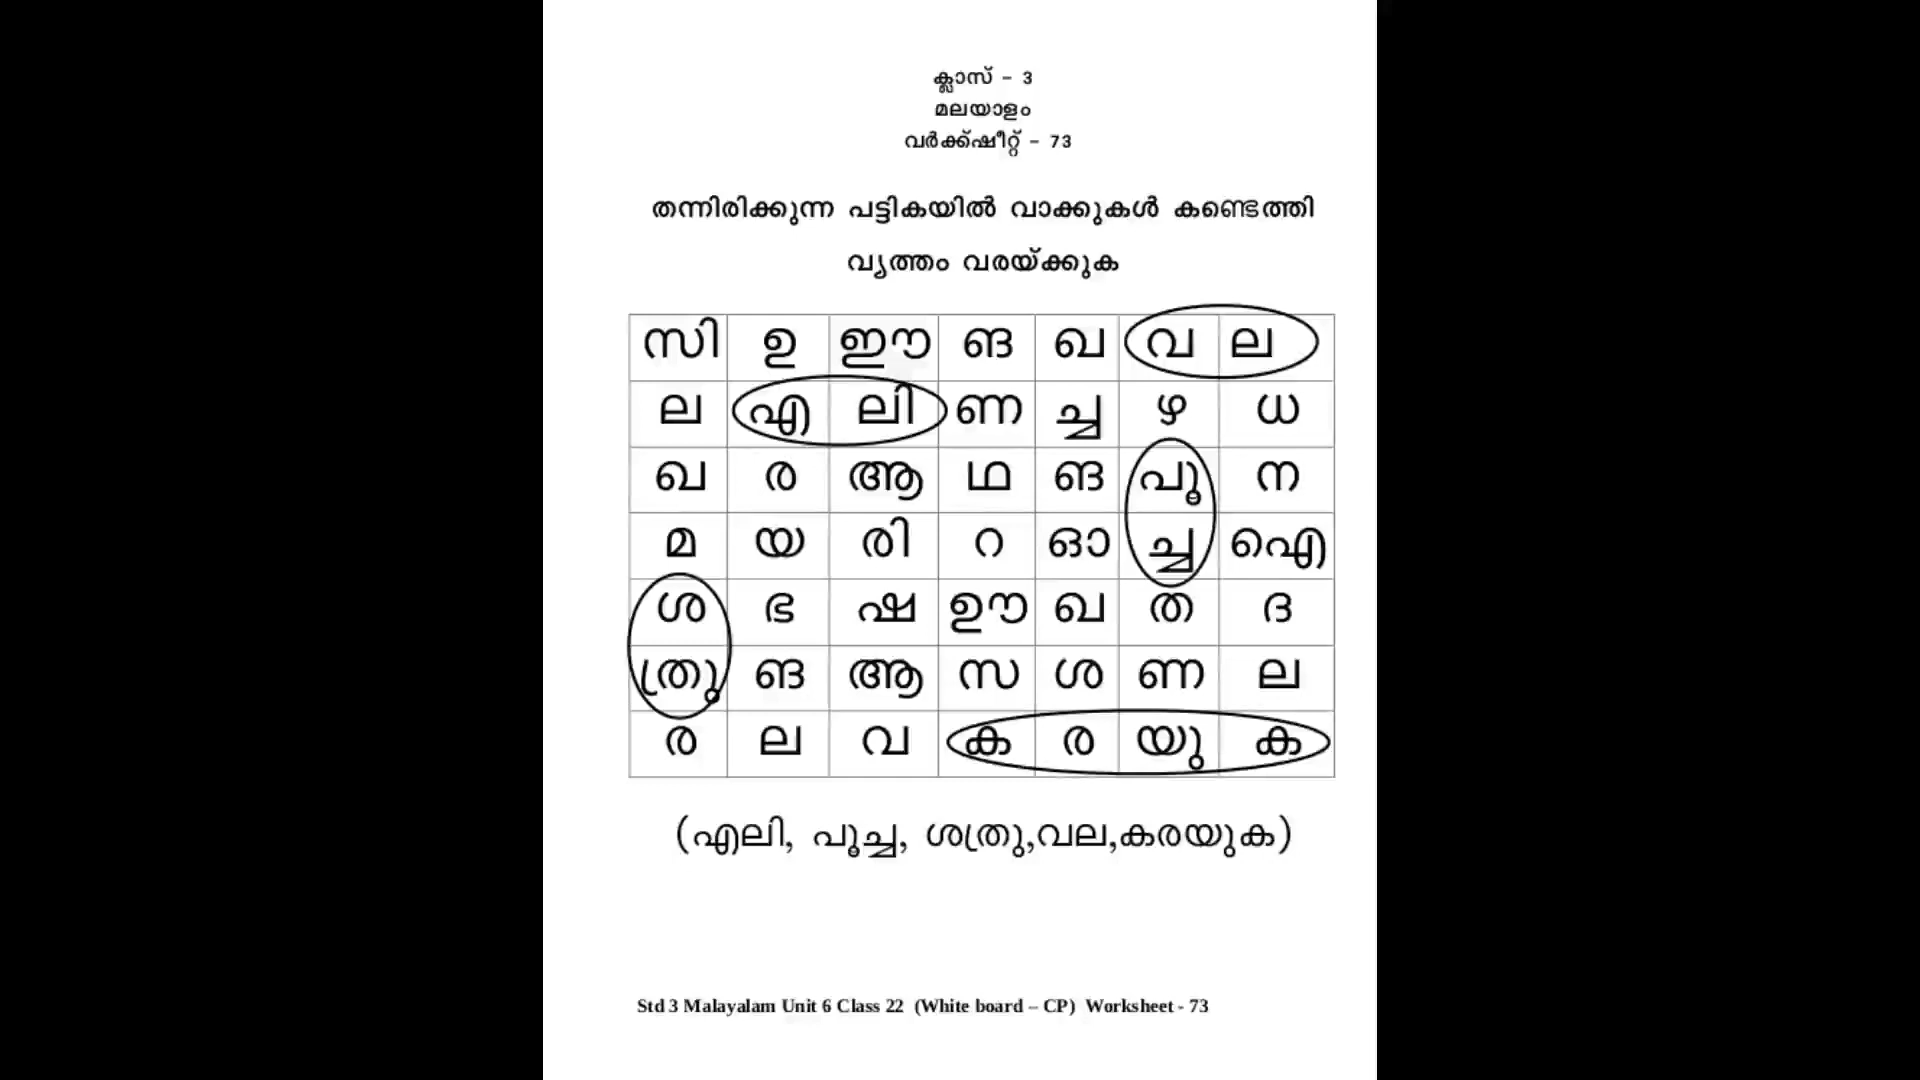 ക്ലാസ് - 3
മലയാളം
വർക്ക്ഷീറ്റ് - 73
തന്നിരിക്കുന്ന പട്ടികയിൽ വാക്കുകൾ കണ്ടെത്തി
വൃത്തം വരയ്ക്കുക
സി ഉ ഈ ങ ഖ വ ല
ല എ ലി ണ ച്ച ഴ ധ
ഖ ര ആ ഥ ങ പൂ ന
മ യ രി റ ഓ ച്ച ഐ
ശ ഭ ഷ ഊ ഖ ത ദ
ത്രു ങ ആ സ ശ ണ ല
ര ല വ ക ര യു ക
(എലി, പൂച്ച, ശത്രു,വല,കരയുക)
Std 3 Malayalam Unit 6 Class 22 (White board – CP) Worksheet - 73